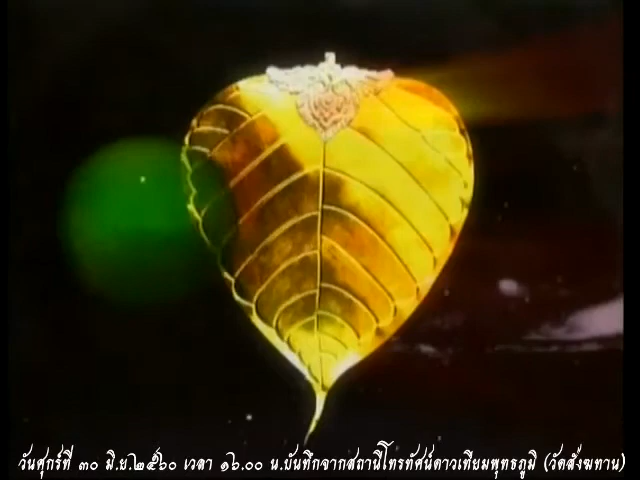 วันศุกร์ที่ ๓๐ มิ.ย.๒๕๖๐ เวลา ๑๖.๐๐ น.บันทึกจากสถานีโทรทัศน์ดาวเทียมพุทธภูมิ (วัดสังฆทาน)